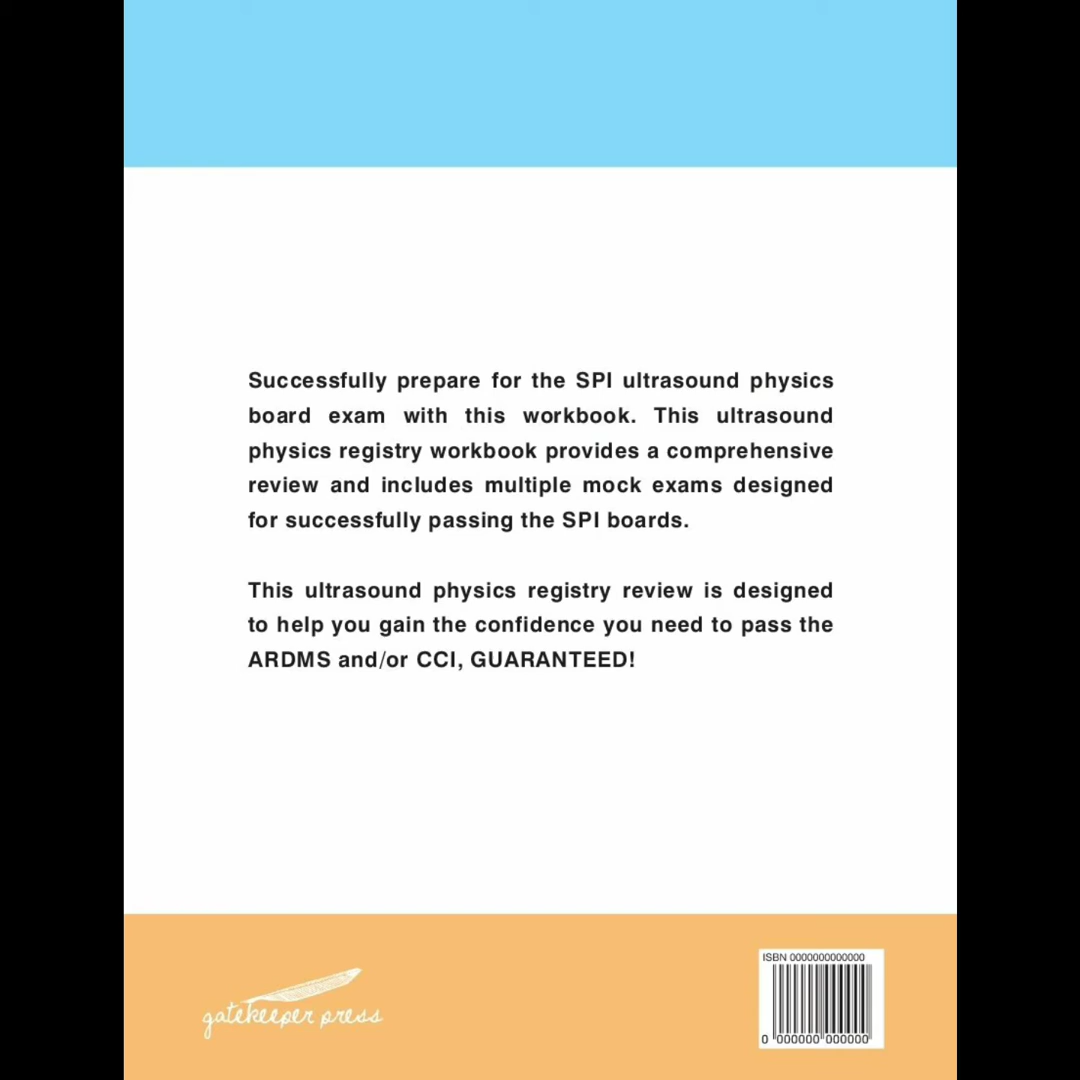 Successfully prepare for the SPI ultrasound physics
board exam with this workbook. This ultrasound
physics registry workbook provides a comprehensive
review and includes multiple mock exams designed
for successfully passing the SPI boards.
This ultrasound physics registry review is designed
to help you gain the confidence you need to pass the
ARDMS and/or CCI, GUARANTEED!
gatekeeper press
ISBN 0000000000000
0 000000 000000